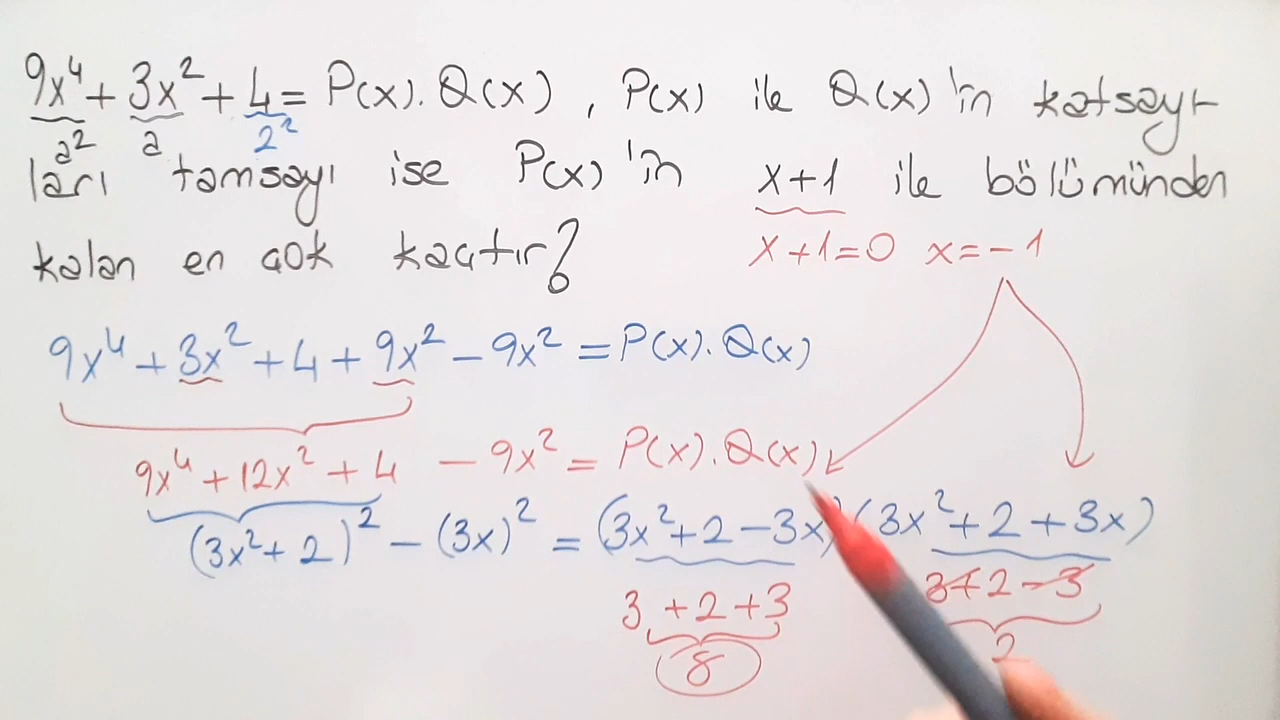 9x⁴ + 3x² + 4 = P(x). Q(x) , P(x) ile Q(x)'in katsayı-
a² a 2²
ları tamsayı ise P(x)'in x+1 ile bölümünden
kalan en çok kaçtır?
x+1=0 x=-1
9x⁴ + 3x² + 4 + 9x² - 9x² = P(x). Q(x)
9x⁴ + 12x² + 4 - 9x² = P(x). Q(x)
(3x²+2)² - (3x)² = (3x²+2-3x)(3x²+2+3x)
3 +2+3 3+2-3
8 2